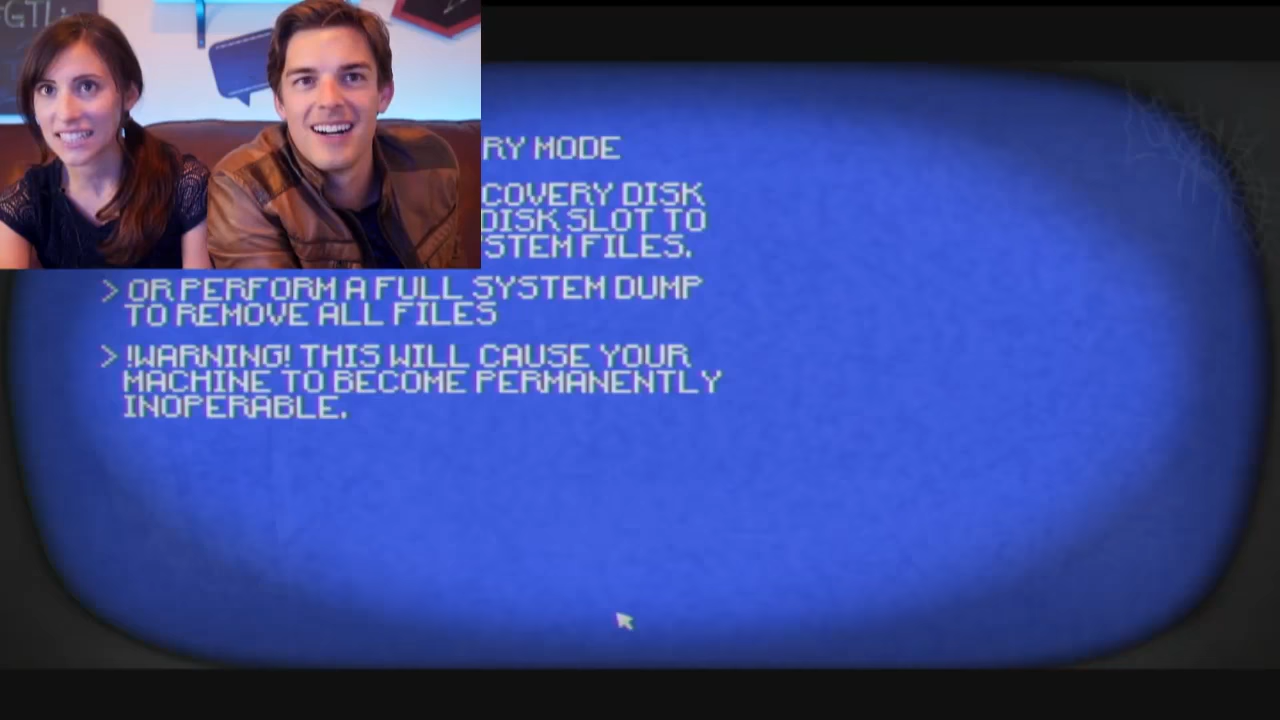 GTL
RY MODE
COVERY DISK
DISK SLOT TO
STEM FILES.
> OR PERFORM A FULL SYSTEM DUMP
TO REMOVE ALL FILES
> !WARNING! THIS WILL CAUSE YOUR
MACHINE TO BECOME PERMANENTLY
INOPERABLE.